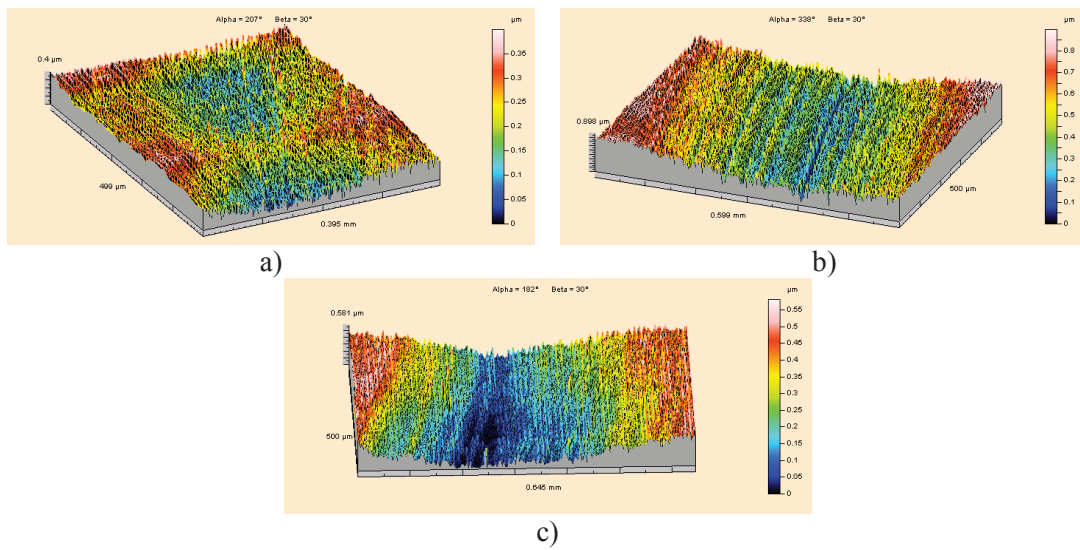 Alpha = 207° Beta = 30°
µm
0.4 µm
0.35
0.3
0.25
0.2
0.15
0.1
0.05
0
499 µm
0.395 mm
a)
Alpha = 338° Beta = 30°
µm
0.898 µm
0.8
0.7
0.6
0.5
0.4
0.3
0.2
0.1
0
0.599 mm
500 µm
b)
Alpha = 182° Beta = 30°
µm
0.581 µm
0.55
0.5
0.45
0.4
0.35
0.3
0.25
0.2
0.15
0.1
0.05
0
500 µm
0.645 mm
c)